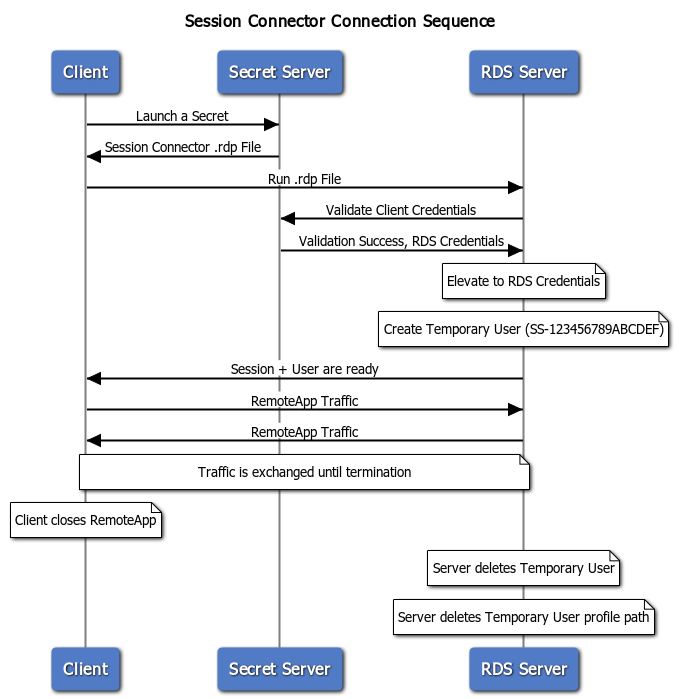 Session Connector Connection Sequence
Client
Secret Server
RDS Server
Launch a Secret
Session Connector .rdp File
Run .rdp File
Validate Client Credentials
Validation Success, RDS Credentials
Elevate to RDS Credentials
Create Temporary User (SS-123456789ABCDEF)
Session + User are ready
RemoteApp Traffic
RemoteApp Traffic
Traffic is exchanged until termination
Client closes RemoteApp
Server deletes Temporary User
Server deletes Temporary User profile path
Client
Secret Server
RDS Server